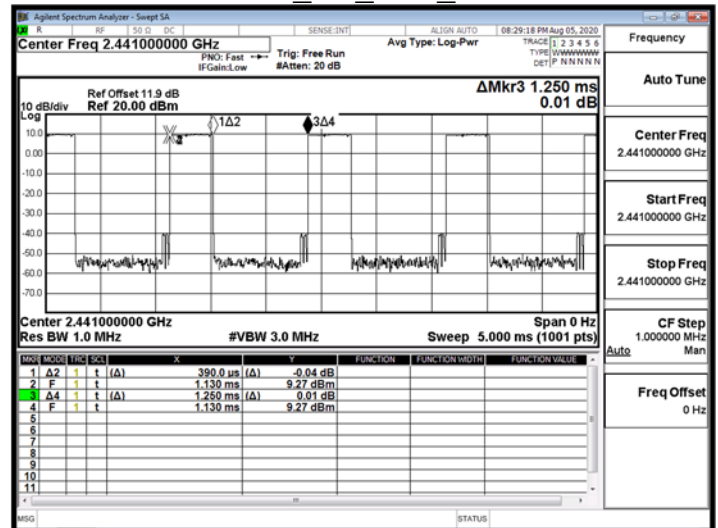 Agilent Spectrum Analyzer - Swept SA
R RF 50 Ω DC SENSE:INT ALIGN AUTO 08:29:18 PM Aug 05, 2020
Center Freq 2.441000000 GHz
PNO: Fast
IFGain:Low
Trig: Free Run
#Atten: 20 dB
Avg Type: Log-Pwr
TRACE 1 2 3 4 5 6
TYPE WWWWWW
DET P N N N N N
Frequency
Ref Offset 11.9 dB
10 dB/div Ref 20.00 dBm
ΔMkr3 1.250 ms
0.01 dB
Log
10.0
0.00
-10.0
-20.0
-30.0
-40.0
-50.0
-60.0
-70.0
1Δ2
3Δ4
Center 2.441000000 GHz Span 0 Hz
Res BW 1.0 MHz #VBW 3.0 MHz Sweep 5.000 ms (1001 pts)
MKR MODE TRC SCL X Y FUNCTION FUNCTION WIDTH FUNCTION VALUE
1 Δ2 1 t (Δ) 390.0 µs (Δ) -0.04 dB
2 F 1 t 1.130 ms 9.27 dBm
3 Δ4 1 t (Δ) 1.250 ms (Δ) 0.01 dB
4 F 1 t 1.130 ms 9.27 dBm
5
6
7
8
9
10
11
MSG STATUS
Auto Tune
Center Freq
2.441000000 GHz
Start Freq
2.441000000 GHz
Stop Freq
2.441000000 GHz
CF Step
1.000000 MHz
Auto Man
Freq Offset
0 Hz